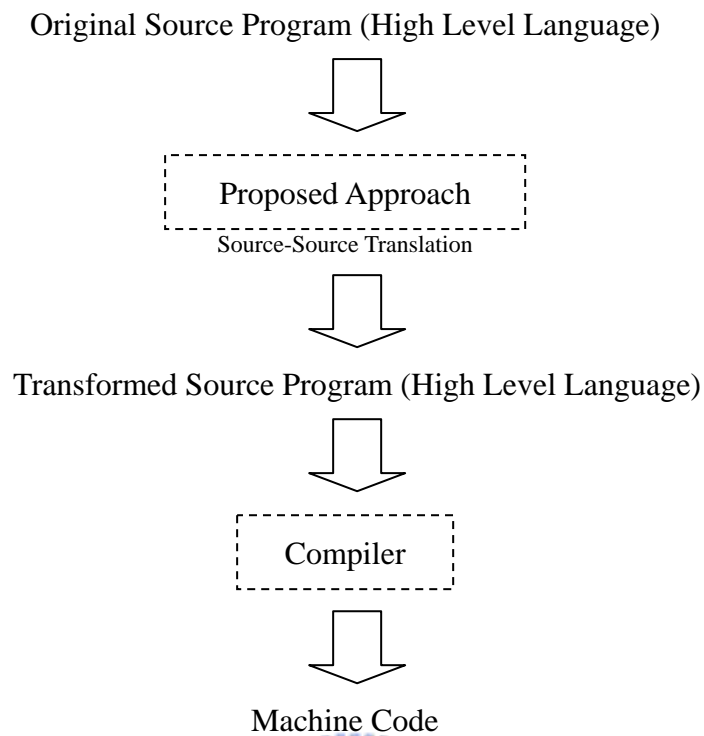 Original Source Program (High Level Language)
Proposed Approach
Source-Source Translation
Transformed Source Program (High Level Language)
Compiler
Machine Code